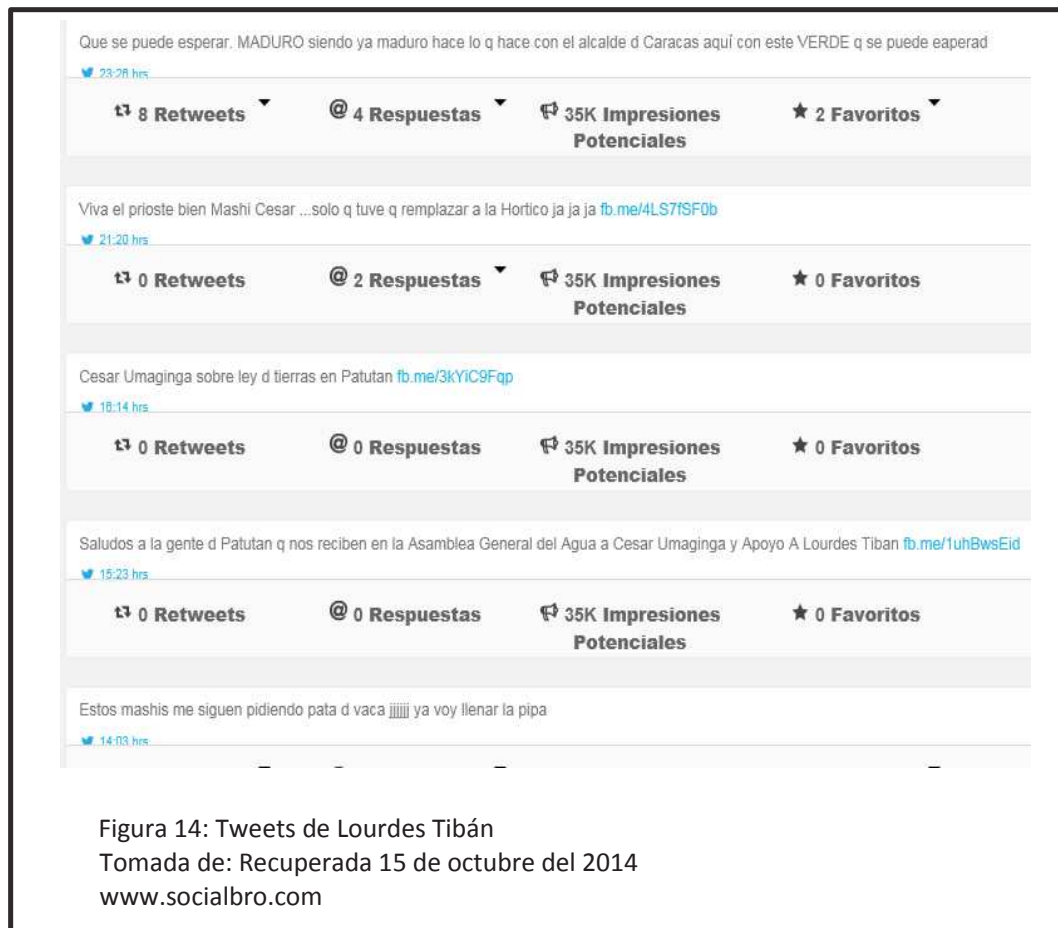 Que se puede esperar. MADURO siendo ya maduro hace lo q hace con el alcalde d Caracas aquí con este VERDE q se puede eaperad
23:26 hrs
8 Retweets @ 4 Respuestas 35K Impresiones Potenciales 2 Favoritos
Viva el prioste bien Mashi Cesar ...solo q tuve q remplazar a la Hortico ja ja ja fb.me/4LS7fSF0b
21:20 hrs
0 Retweets @ 2 Respuestas 35K Impresiones Potenciales 0 Favoritos
Cesar Umaginga sobre ley d tierras en Patutan fb.me/3kYiC9Fqp
16:14 hrs
0 Retweets @ 0 Respuestas 35K Impresiones Potenciales 0 Favoritos
Saludos a la gente d Patutan q nos reciben en la Asamblea General del Agua a Cesar Umaginga y Apoyo A Lourdes Tiban fb.me/1uhBwsEid
15:23 hrs
0 Retweets @ 0 Respuestas 35K Impresiones Potenciales 0 Favoritos
Estos mashis me siguen pidiendo pata d vaca jjjjjj ya voy llenar la pipa
14:03 hrs
Figura 14: Tweets de Lourdes Tibán
Tomada de: Recuperada 15 de octubre del 2014
www.socialbro.com